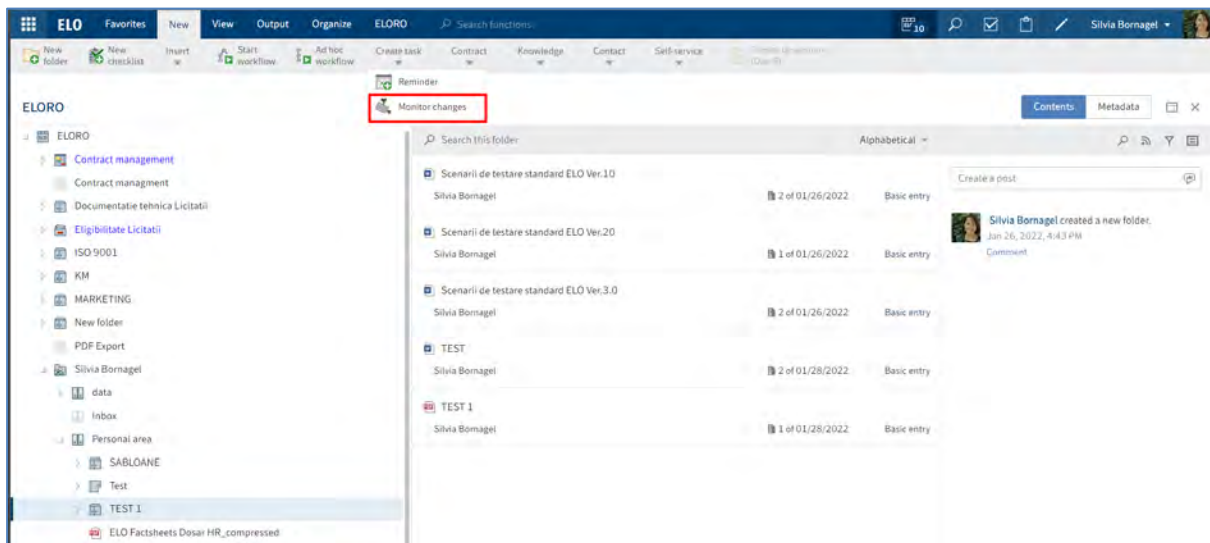 ELO Favorites New View Output Organize ELORO Search functions 10 Silvia Bornagel
New folder New checklist Insert Start workflow Ad hoc workflow Create task Contract Knowledge Contact Self-service
Reminder
Monitor changes
ELORO Contents Metadata
ELORO
Search this folder Alphabetical
Contract management
Contract managment
Documentatie tehnica Licitatii
Eligibilitate Licitatii
ISO 9001
KM
MARKETING
New folder
PDF Export
Silvia Bornagel
data
Inbox
Personal area
SABLOANE
Test
TEST 1
ELO Factsheets Dosar HR_compressed
Scenarii de testare standard ELO Ver.10
Silvia Bornagel 2 of 01/26/2022 Basic entry
Scenarii de testare standard ELO Ver.20
Silvia Bornagel 1 of 01/26/2022 Basic entry
Scenarii de testare standard ELO Ver.3.0
Silvia Bornagel 2 of 01/26/2022 Basic entry
TEST
Silvia Bornagel 2 of 01/28/2022 Basic entry
TEST 1
Silvia Bornagel 1 of 01/28/2022 Basic entry
Create a post
Silvia Bornagel created a new folder.
Jan 26, 2022, 4:43 PM
Comment